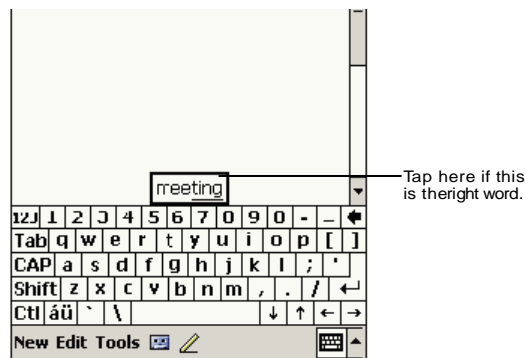 meeting
Tap here if this
is theright word.
123 1 2 3 4 5 6 7 8 9 0 - =
Tab q w e r t y u i o p [ ]
CAP a s d f g h j k l ; '
Shift z x c v b n m , . / ↵
Ctl áü ` \ ↓ ↑ ← →
New Edit Tools